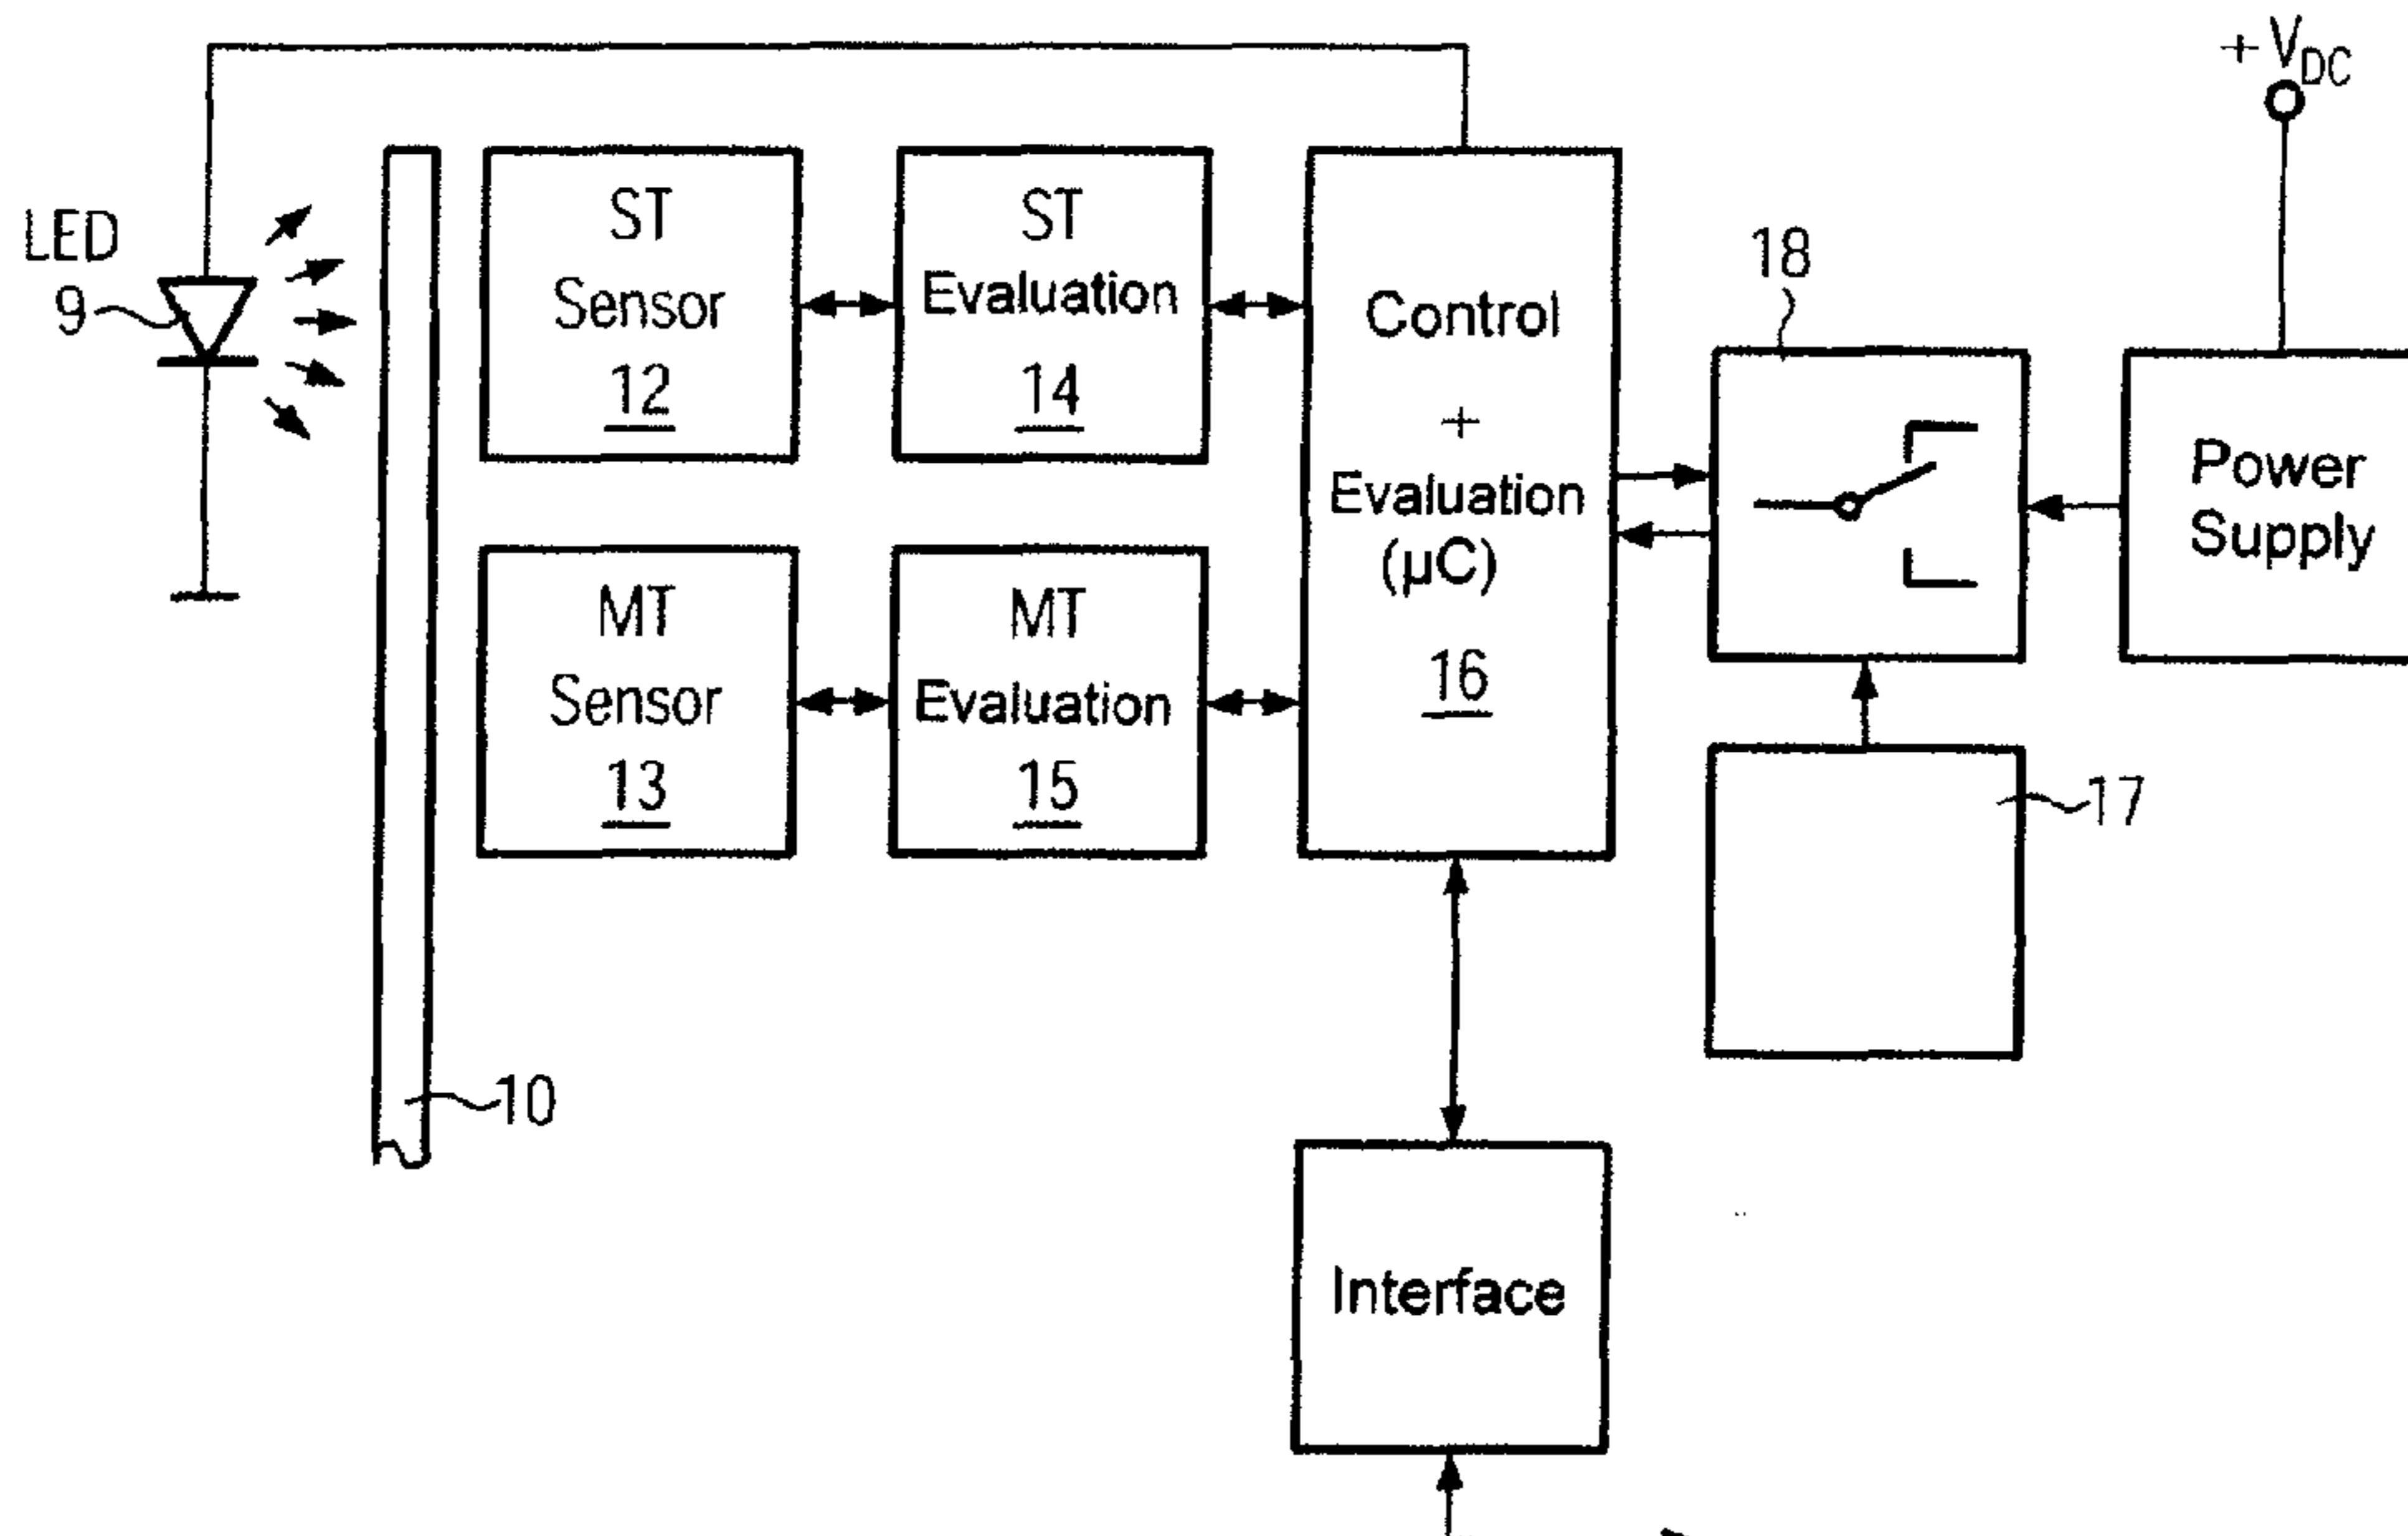 + VDC
LED
9
ST
Sensor
12
ST
Evaluation
14
Control
+
Evaluation
(µC)
16
18
Power
Supply
MT
Sensor
13
MT
Evaluation
15
17
10
Interface